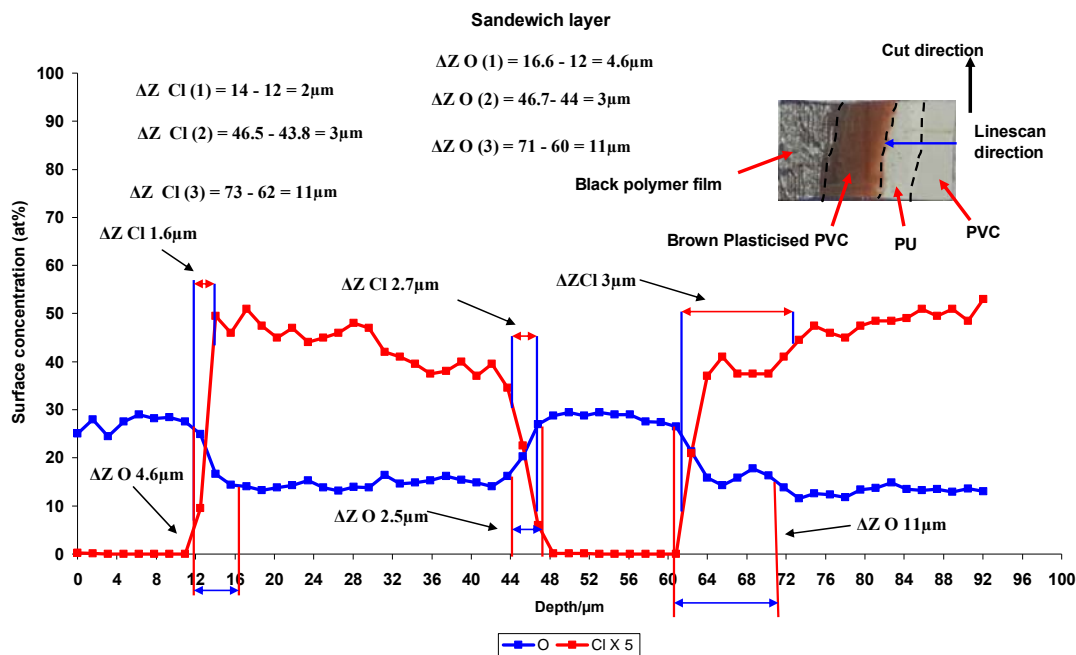 Sandewich layer
ΔZ Cl (1) = 14 - 12 = 2µm
ΔZ Cl (2) = 46.5 - 43.8 = 3µm
ΔZ Cl (3) = 73 - 62 = 11µm
ΔZ O (1) = 16.6 - 12 = 4.6µm
ΔZ O (2) = 46.7- 44 = 3µm
ΔZ O (3) = 71 - 60 = 11µm
Cut direction
Linescan
direction
Black polymer film
Brown Plasticised PVC
PU
PVC
ΔZ Cl 1.6µm
ΔZ Cl 2.7µm
ΔZCl 3µm
ΔZ O 4.6µm
ΔZ O 2.5µm
ΔZ O 11µm
Surface concentration (at%)
100
90
80
70
60
50
40
30
20
10
0
0 4 8 12 16 20 24 28 32 36 40 44 48 52 56 60 64 68 72 76 80 84 88 92 96 100
Depth/µm
O Cl X 5